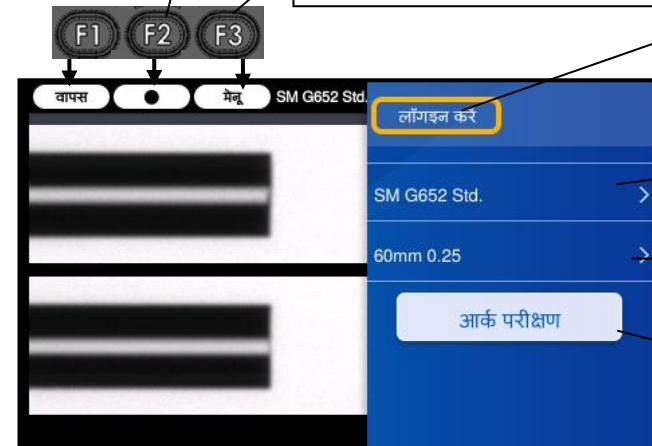 F1 F2 F3
वापस ● मेनू SM G652 Std.
लॉगइन करें
SM G652 Std. >
60mm 0.25 >
आर्क परीक्षण